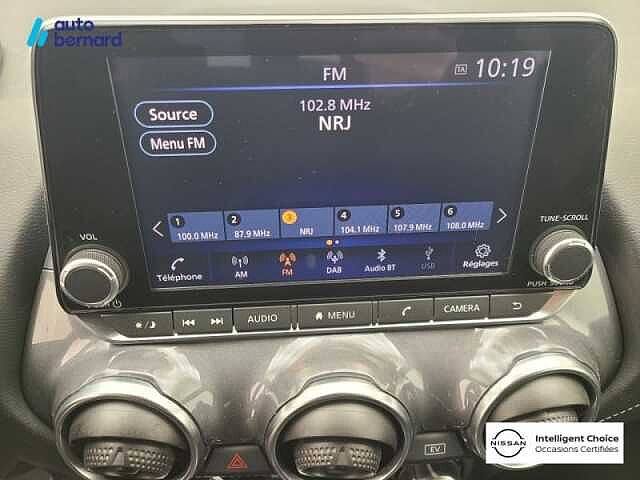 auto
bernard
FM
TA 10:19
102.8 MHz
NRJ
Source
Menu FM
1 2 3 4 5 6
100.0 MHz 87.9 MHz NRJ 104.1 MHz 107.9 MHz 108.0 MHz
Téléphone AM FM DAB Audio BT USB Réglages
VOL
TUNE·SCROLL
PUSH
AUDIO MENU CAMERA
EV
NISSAN
Intelligent Choice
Occasions Certifiées